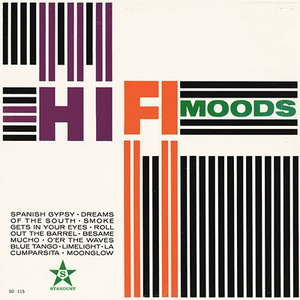 HI FI MOODS
SPANISH GYPSY · DREAMS
OF THE SOUTH · SMOKE
GETS IN YOUR EYES · ROLL
OUT THE BARREL · BESAME
MUCHO · O'ER THE WAVES
BLUE TANGO · LIMELIGHT · LA
CUMPARSITA · MOONGLOW
S
STARDUST
SD 115